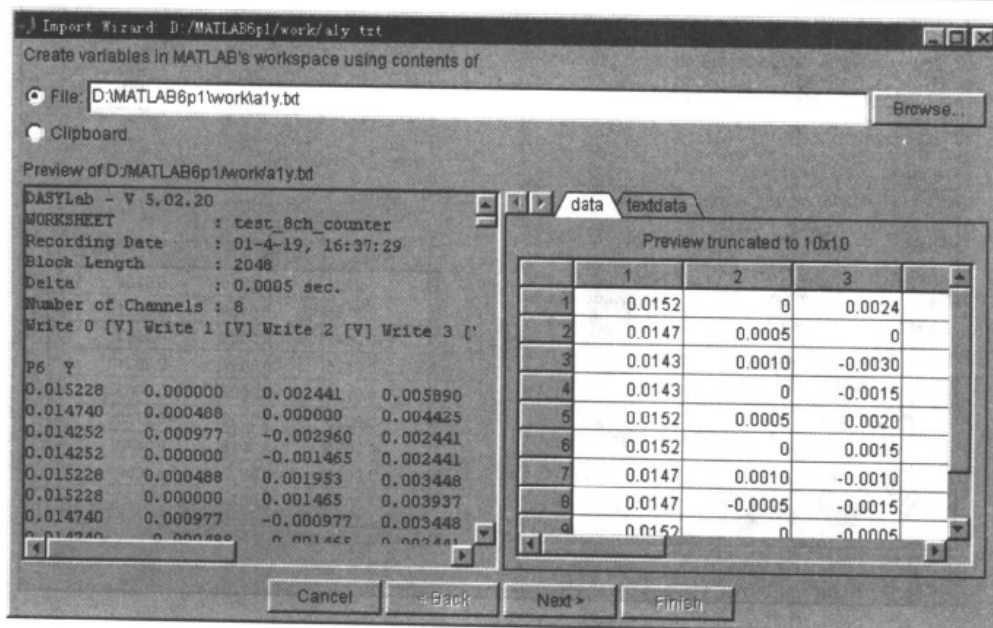 Import Wizard: D:/MATLAB6p1/work/a1y.txt
Create variables in MATLAB's workspace using contents of
File: D:\MATLAB6p1\work\a1y.txt
Browse...
Clipboard.
Preview of D:/MATLAB6p1/work/a1y.txt
DASYLab - V 5.02.20
WORKSHEET : test_8ch_counter
Recording Date : 01-4-19, 16:37:29
Block Length : 2048
Delta : 0.0005 sec.
Number of Channels : 8
Write 0 [V] Write 1 [V] Write 2 [V] Write 3 ['
P6 Y
0.015228 0.000000 0.002441 0.005890
0.014740 0.000488 0.000000 0.004425
0.014252 0.000977 -0.002960 0.002441
0.014252 0.000000 -0.001465 0.002441
0.015228 0.000488 0.001953 0.003448
0.015228 0.000000 0.001465 0.003937
0.014740 0.000977 -0.000977 0.003448
0.014740 0.000488 0.001465 0.002441
data textdata
Preview truncated to 10x10
1 2 3
1 0.0152 0 0.0024
2 0.0147 0.0005 0
3 0.0143 0.0010 -0.0030
4 0.0143 0 -0.0015
5 0.0152 0.0005 0.0020
6 0.0152 0 0.0015
7 0.0147 0.0010 -0.0010
8 0.0147 -0.0005 -0.0015
9 0.0152 0 -0.0005
Cancel < Back Next > Finish